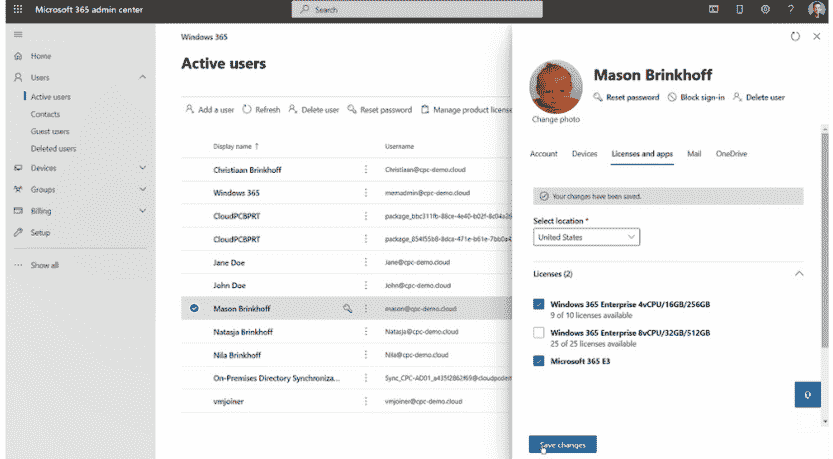 Microsoft 365 admin center
Search
Home
Users
Active users
Contacts
Guest users
Deleted users
Devices
Groups
Billing
Setup
Show all
Windows 365
Active users
Add a user Refresh Delete user Reset password Manage product license
Display name ↑ Username
Christiaan Brinkhoff Christiaan@cpc-demo.cloud
Windows 365 memadmin@cpc-demo.cloud
CloudPCBPRT
CloudPCBPRT
Jane Doe Jane@cpc-demo.cloud
John Doe John@cpc-demo.cloud
Mason Brinkhoff mason@cpc-demo.cloud
Natasja Brinkhoff Natasja@cpc-demo.cloud
Nila Brinkhoff Nila@cpc-demo.cloud
On-Premises Directory Synchroniza...
vmjoiner vmjoiner@cpc-demo.cloud
Mason Brinkhoff
Reset password Block sign-in Delete user
Change photo
Account Devices Licenses and apps Mail OneDrive
Your changes have been saved.
Select location *
United States
Licenses (2)
Windows 365 Enterprise 4vCPU/16GB/256GB
9 of 10 licenses available
Windows 365 Enterprise 8vCPU/32GB/512GB
25 of 25 licenses available
Microsoft 365 E3
Save changes